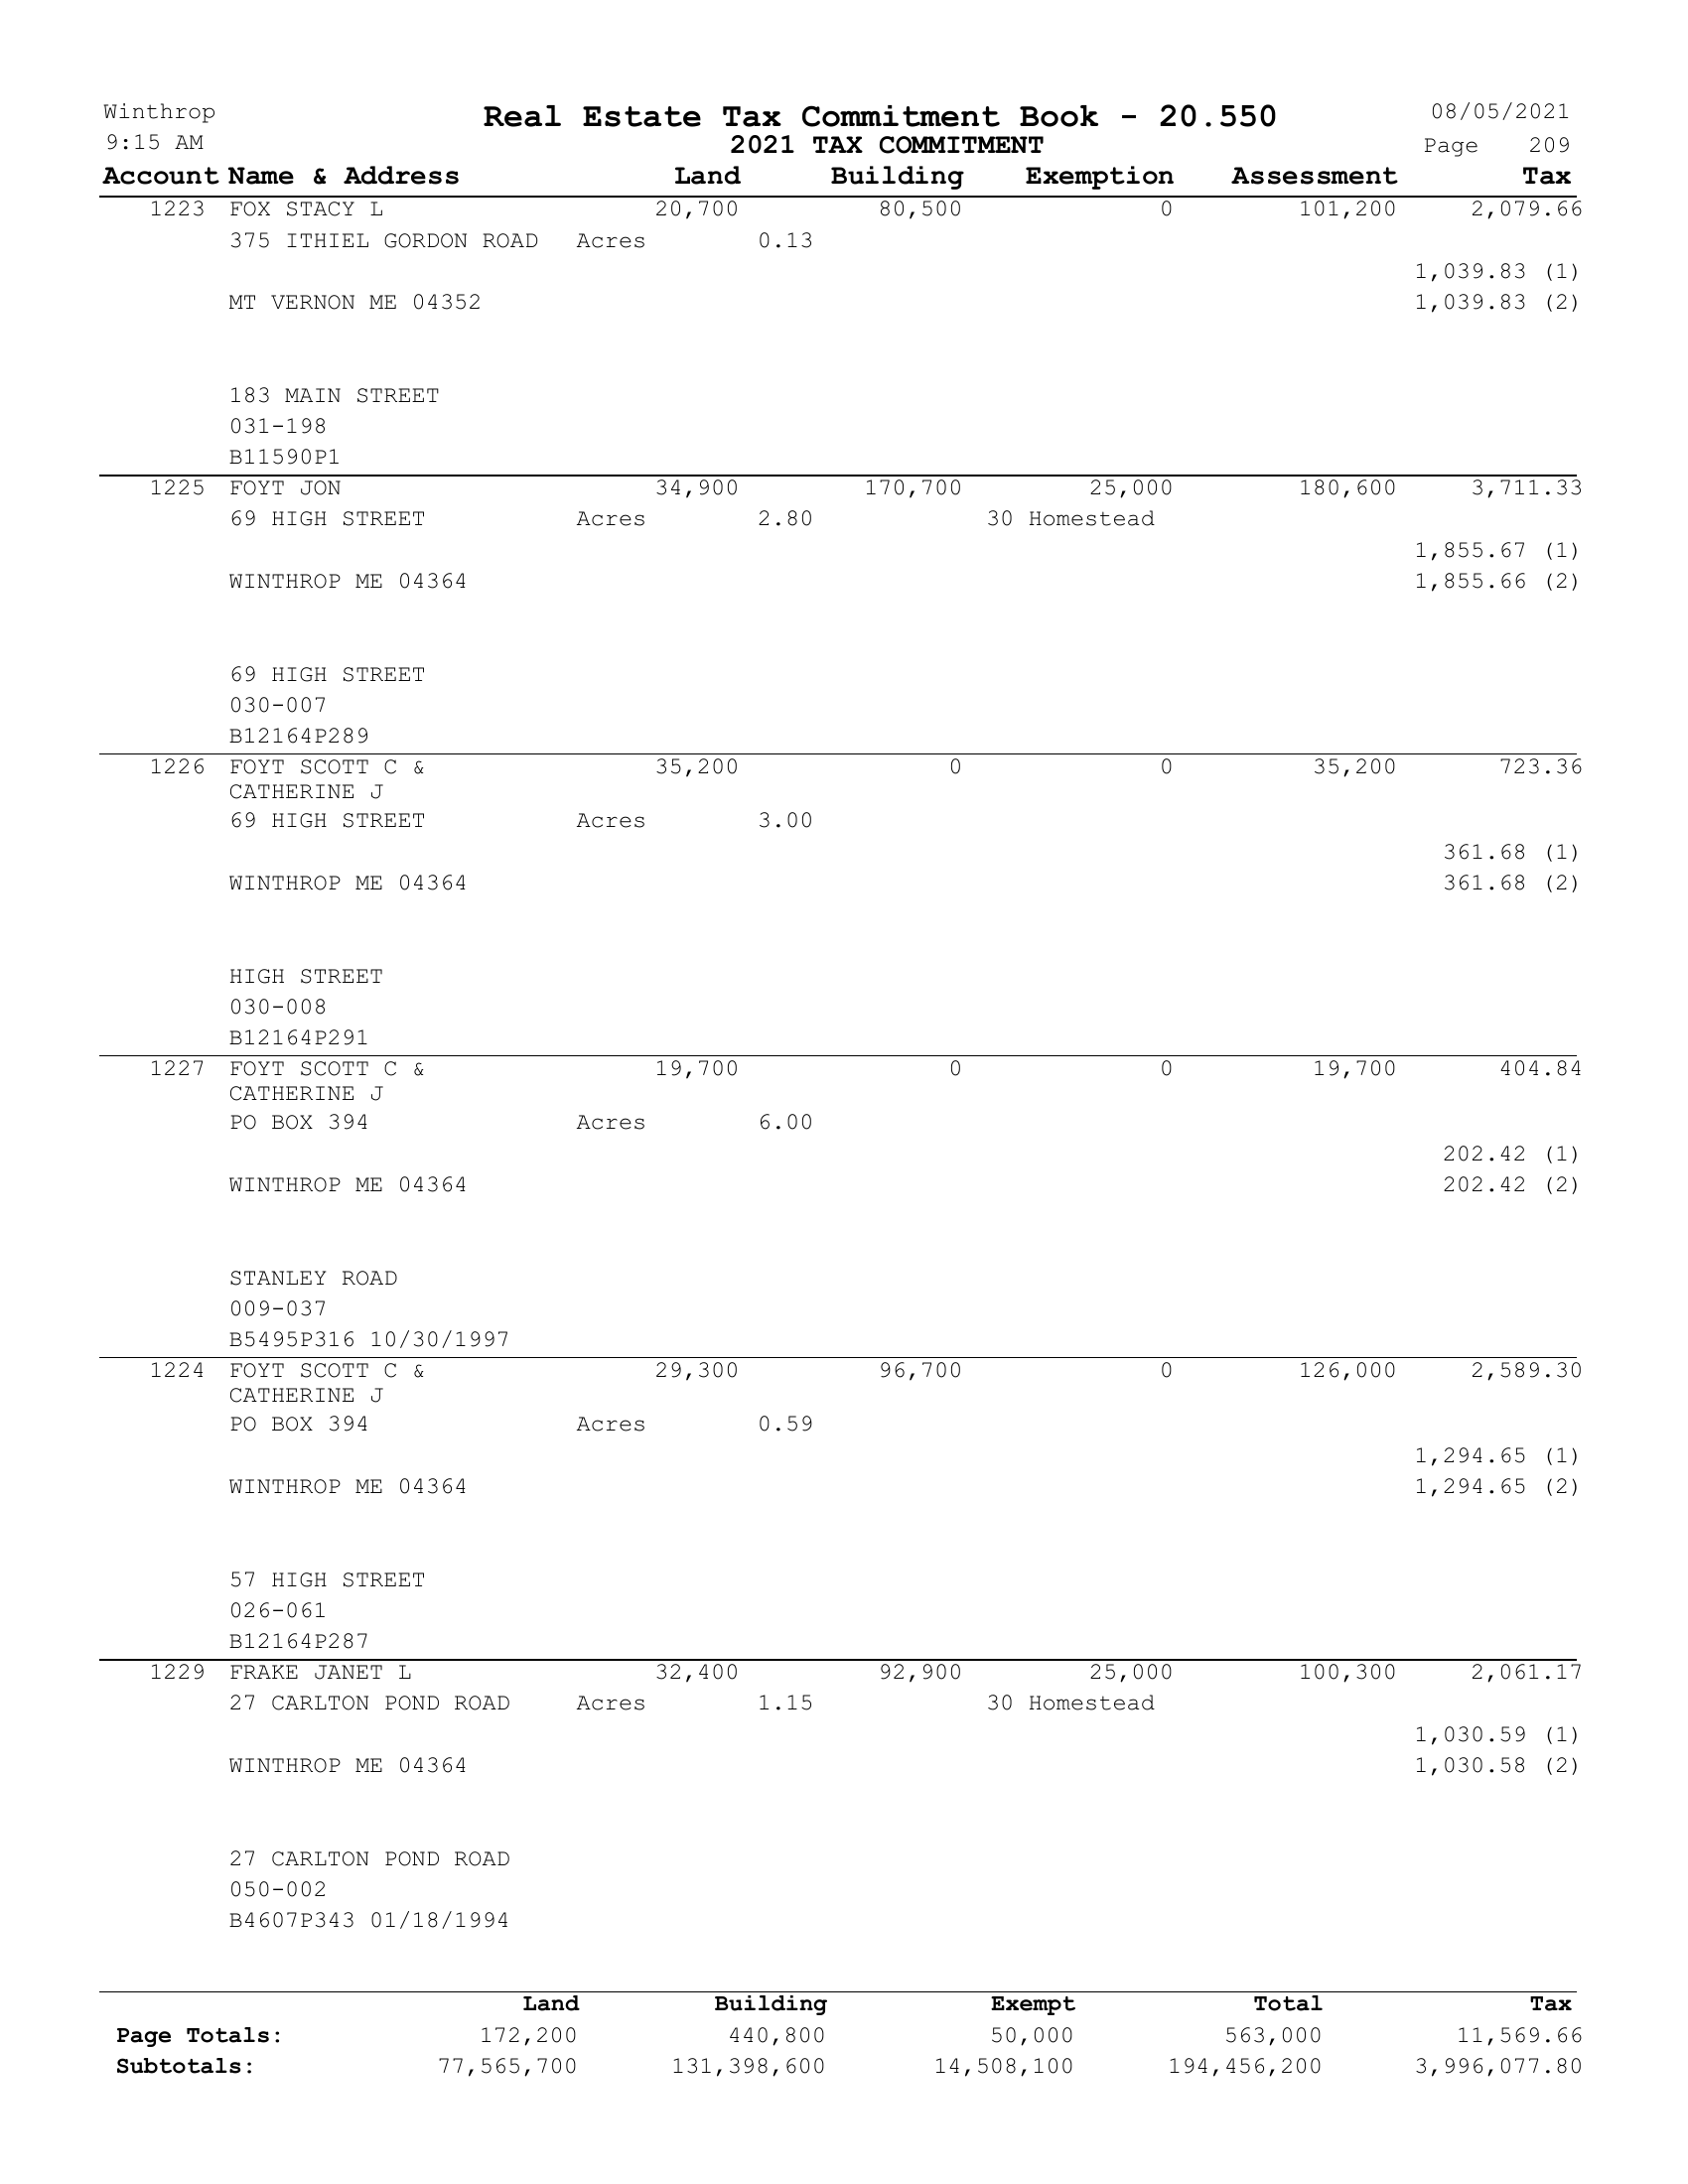 Winthrop Real Estate Tax Commitment Book - 20.550 08/05/2021
9:15 AM 2021 TAX COMMITMENT Page 209
Account Name & Address Land Building Exemption Assessment Tax
1223 FOX STACY L 20,700 80,500 0 101,200 2,079.66
375 ITHIEL GORDON ROAD Acres 0.13
1,039.83 (1)
MT VERNON ME 04352 1,039.83 (2)
183 MAIN STREET
031-198
B11590P1
1225 FOYT JON 34,900 170,700 25,000 180,600 3,711.33
69 HIGH STREET Acres 2.80 30 Homestead
1,855.67 (1)
WINTHROP ME 04364 1,855.66 (2)
69 HIGH STREET
030-007
B12164P289
1226 FOYT SCOTT C & 35,200 0 0 35,200 723.36
CATHERINE J
69 HIGH STREET Acres 3.00
361.68 (1)
WINTHROP ME 04364 361.68 (2)
HIGH STREET
030-008
B12164P291
1227 FOYT SCOTT C & 19,700 0 0 19,700 404.84
CATHERINE J
PO BOX 394 Acres 6.00
202.42 (1)
WINTHROP ME 04364 202.42 (2)
STANLEY ROAD
009-037
B5495P316 10/30/1997
1224 FOYT SCOTT C & 29,300 96,700 0 126,000 2,589.30
CATHERINE J
PO BOX 394 Acres 0.59
1,294.65 (1)
WINTHROP ME 04364 1,294.65 (2)
57 HIGH STREET
026-061
B12164P287
1229 FRAKE JANET L 32,400 92,900 25,000 100,300 2,061.17
27 CARLTON POND ROAD Acres 1.15 30 Homestead
1,030.59 (1)
WINTHROP ME 04364 1,030.58 (2)
27 CARLTON POND ROAD
050-002
B4607P343 01/18/1994
Land Building Exempt Total Tax
Page Totals: 172,200 440,800 50,000 563,000 11,569.66
Subtotals: 77,565,700 131,398,600 14,508,100 194,456,200 3,996,077.80